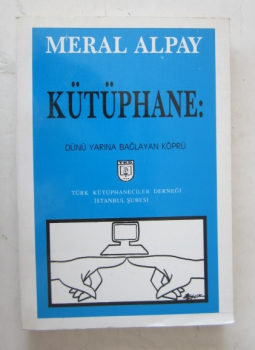 MERAL ALPAY
KÜTÜPHANE:
DÜNÜ YARINA BAĞLAYAN KÖPRÜ
TÜRK KÜTÜPHANECİLER DERNEĞİ
İSTANBUL ŞUBESİ